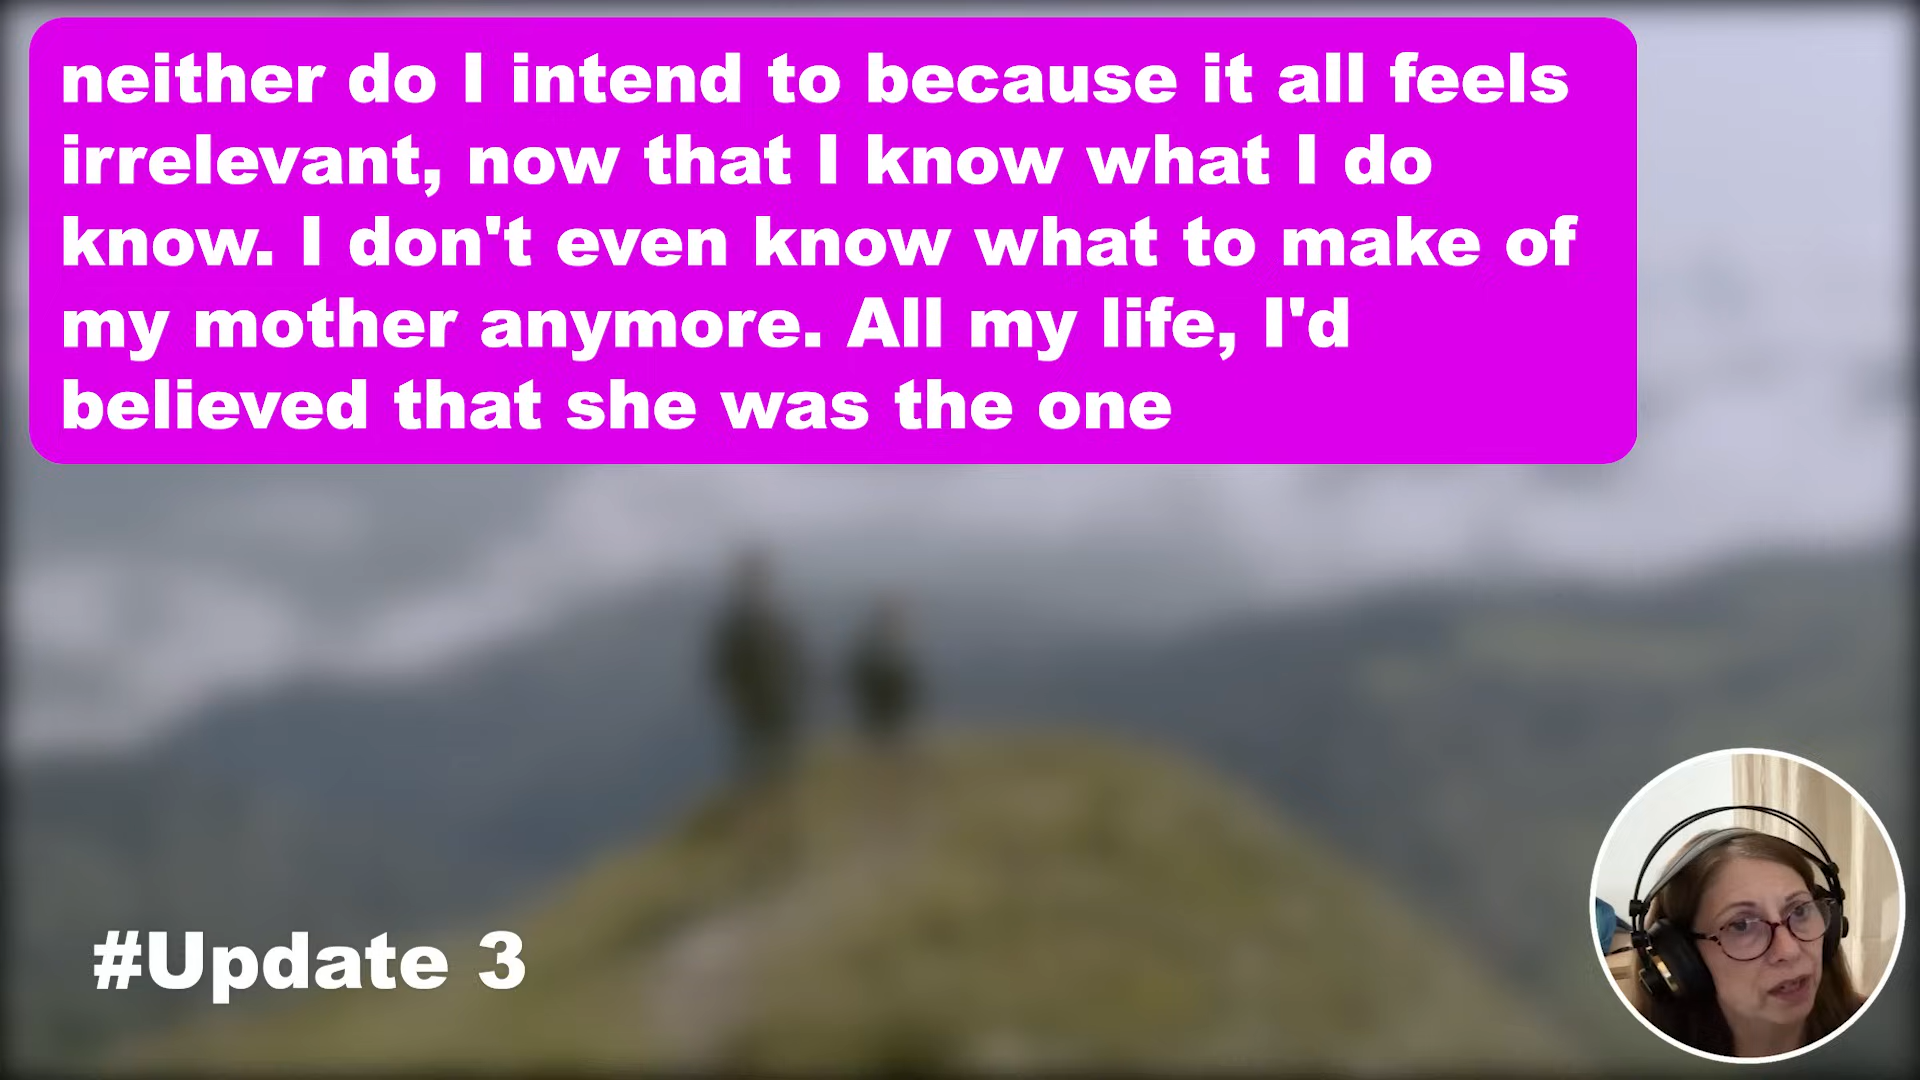 neither do I intend to because it all feels
irrelevant, now that I know what I do
know. I don't even know what to make of
my mother anymore. All my life, I'd
believed that she was the one
#Update 3